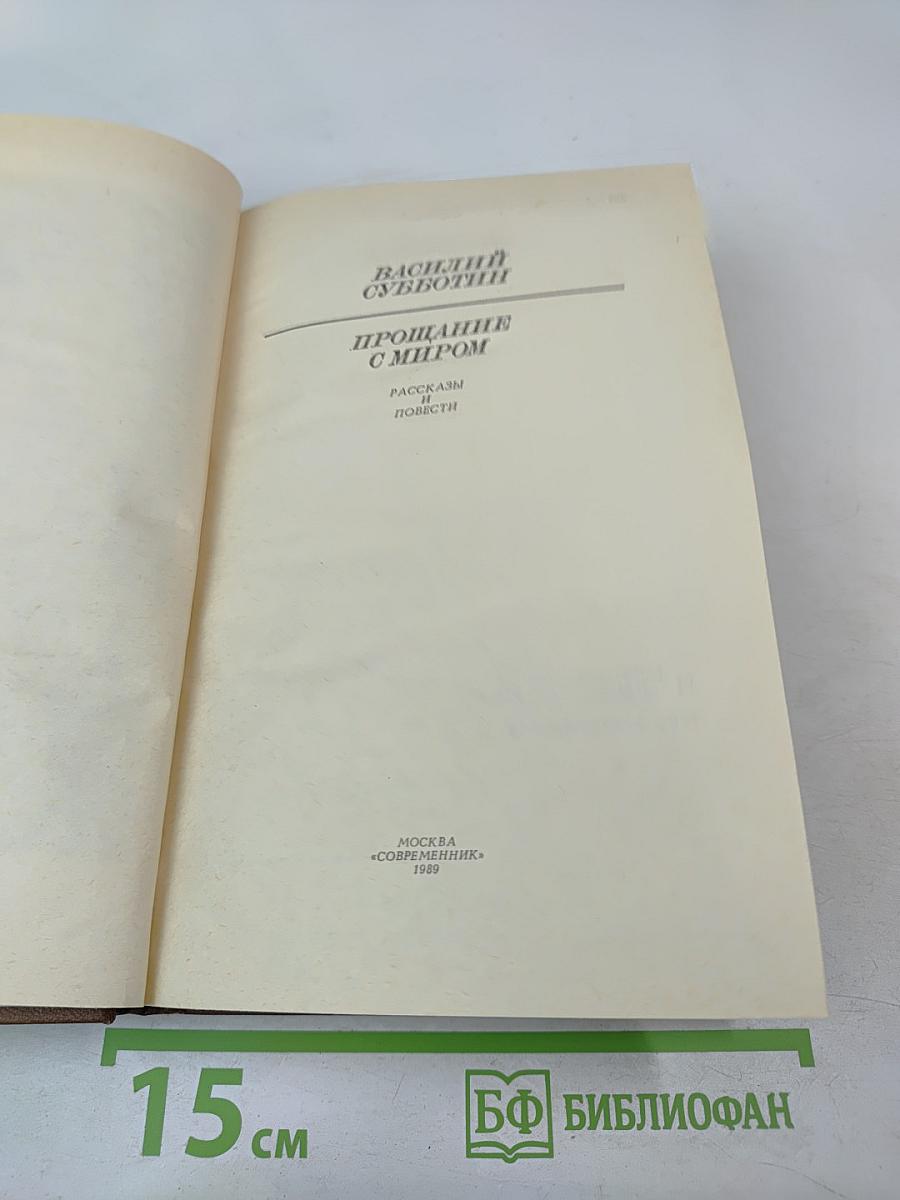 ВАСИЛИЙ
СУББОТИН
ПРОЩАНИЕ
С МИРОМ
РАССКАЗЫ
И
ПОВЕСТИ
МОСКВА
«СОВРЕМЕННИК»
1989
15 см
БФ БИБЛИОФАН